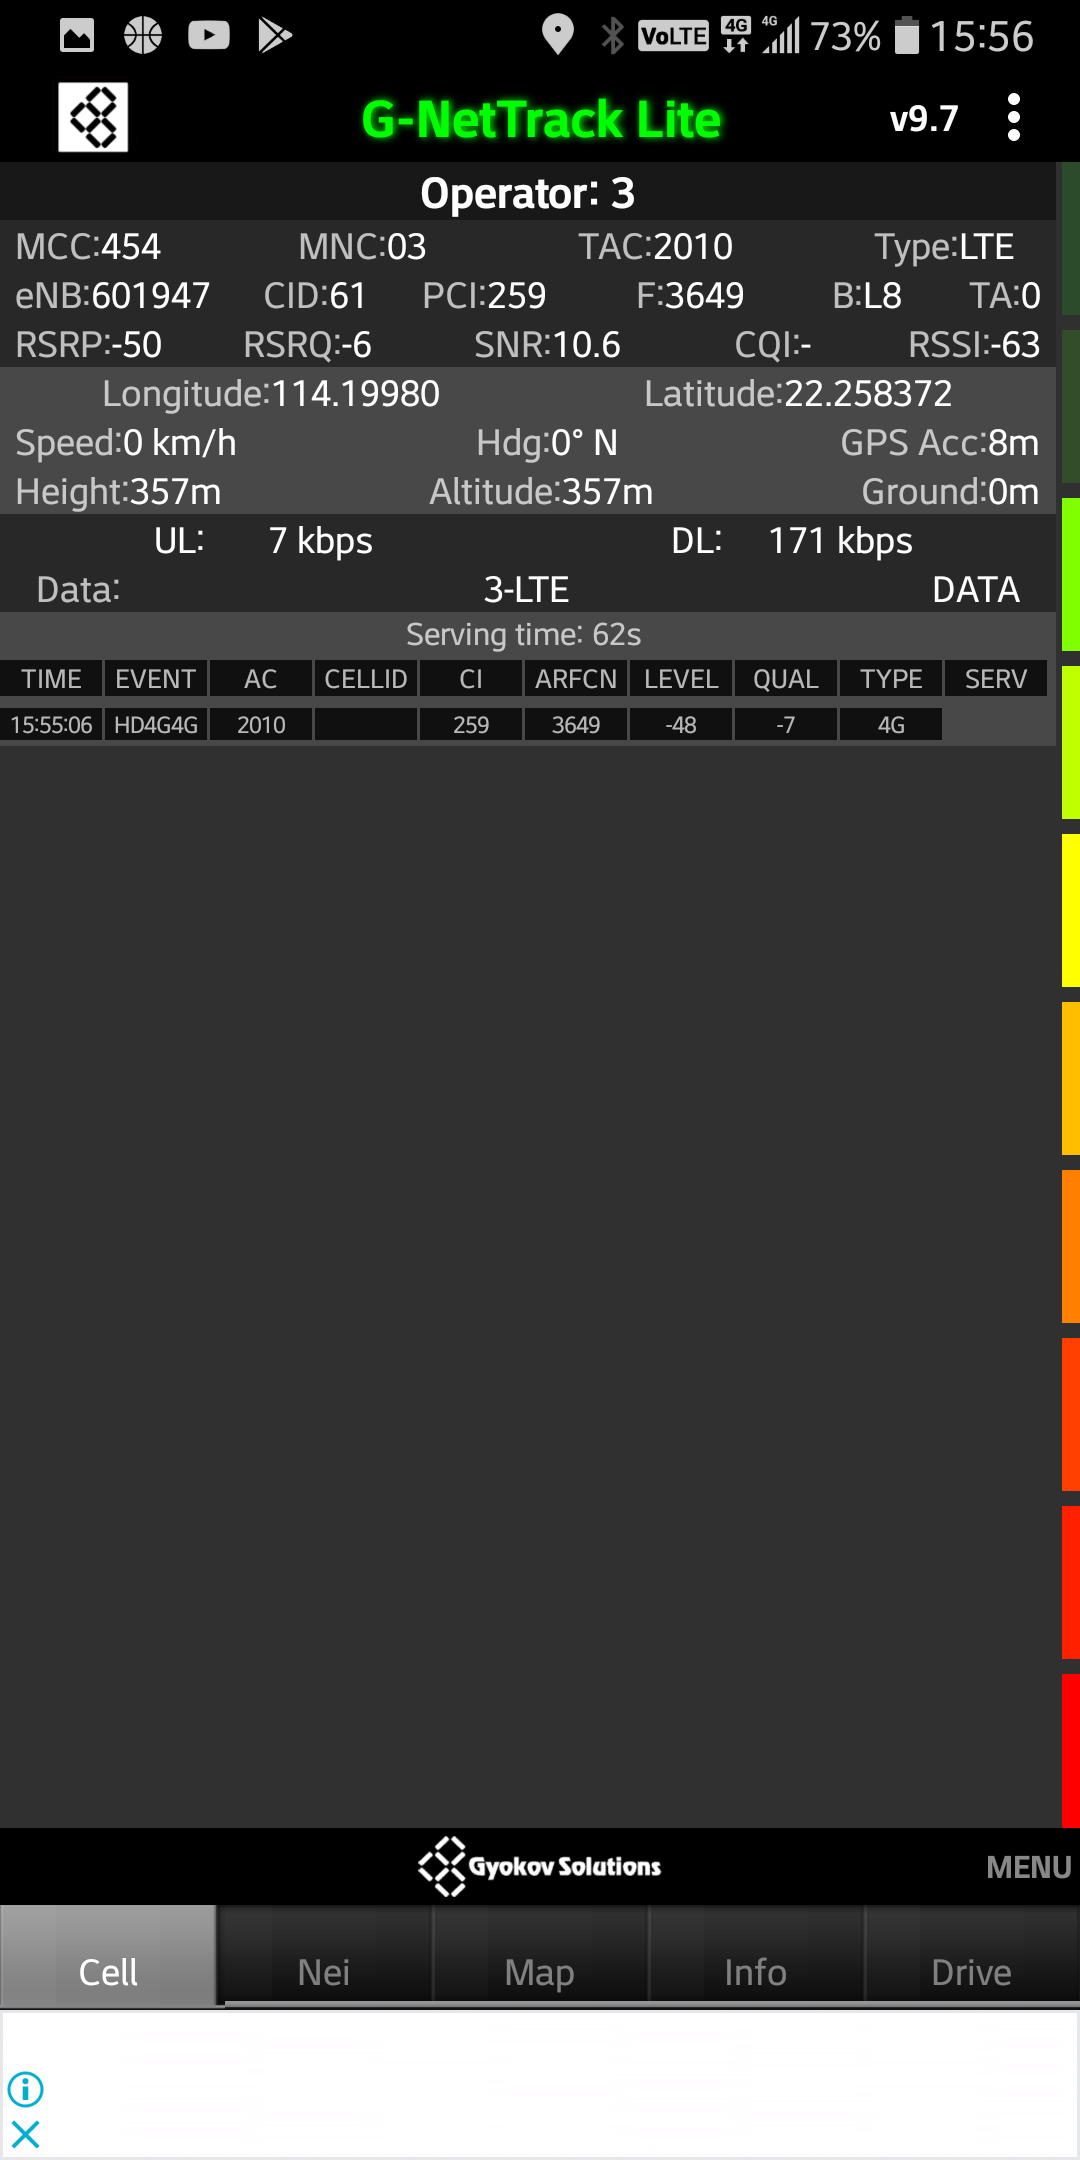 VoLTE 4G 4G 73% 15:56
G-NetTrack Lite v9.7
Operator: 3
MCC:454 MNC:03 TAC:2010 Type:LTE
eNB:601947 CID:61 PCI:259 F:3649 B:L8 TA:0
RSRP:-50 RSRQ:-6 SNR:10.6 CQI:- RSSI:-63
Longitude:114.19980 Latitude:22.258372
Speed:0 km/h Hdg:0° N GPS Acc:8m
Height:357m Altitude:357m Ground:0m
UL: 7 kbps DL: 171 kbps
Data: 3-LTE DATA
Serving time: 62s
TIME EVENT AC CELLID CI ARFCN LEVEL QUAL TYPE SERV
15:55:06 HD4G4G 2010 259 3649 -48 -7 4G
Gyokov Solutions MENU
Cell Nei Map Info Drive